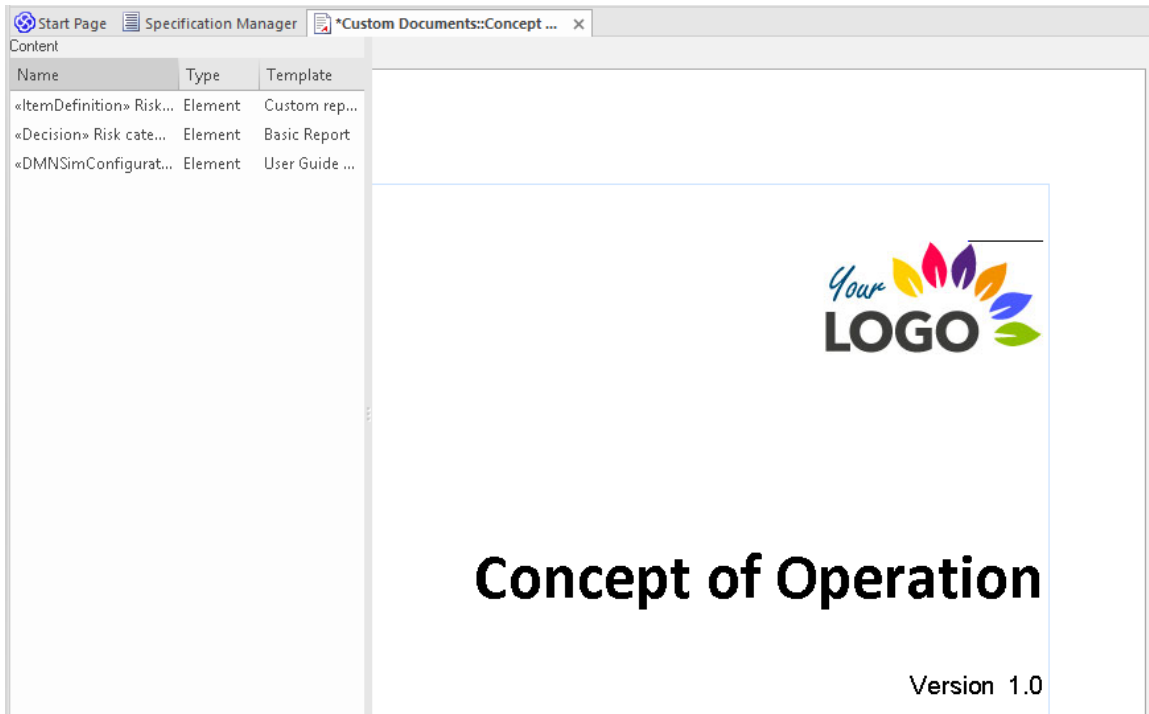 Start Page Specification Manager *Custom Documents::Concept ... ×
Content
Name Type Template
«ItemDefinition» Risk... Element Custom rep...
«Decision» Risk cate... Element Basic Report
«DMNSimConfigurat... Element User Guide ...
Your
LOGO
Concept of Operation
Version 1.0